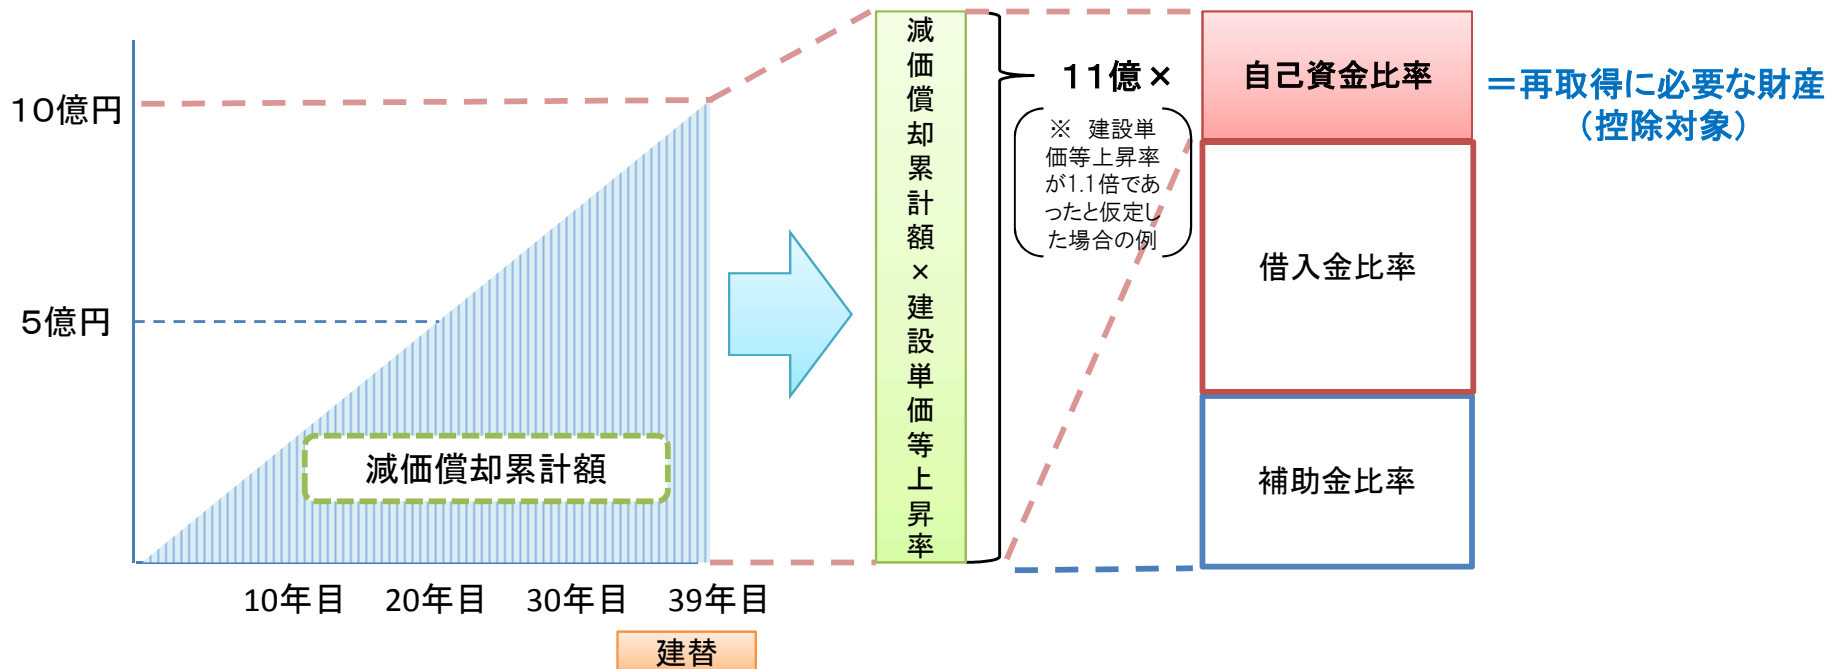 10億円
5億円
減価償却累計額
10年目
20年目
30年目
39年目
建替
減価償却累計額×建設単価等上昇率
11億×
※ 建設単
価等上昇率
が1.1倍であ
ったと仮定し
た場合の例
自己資金比率
借入金比率
補助金比率
＝再取得に必要な財産
（控除対象）